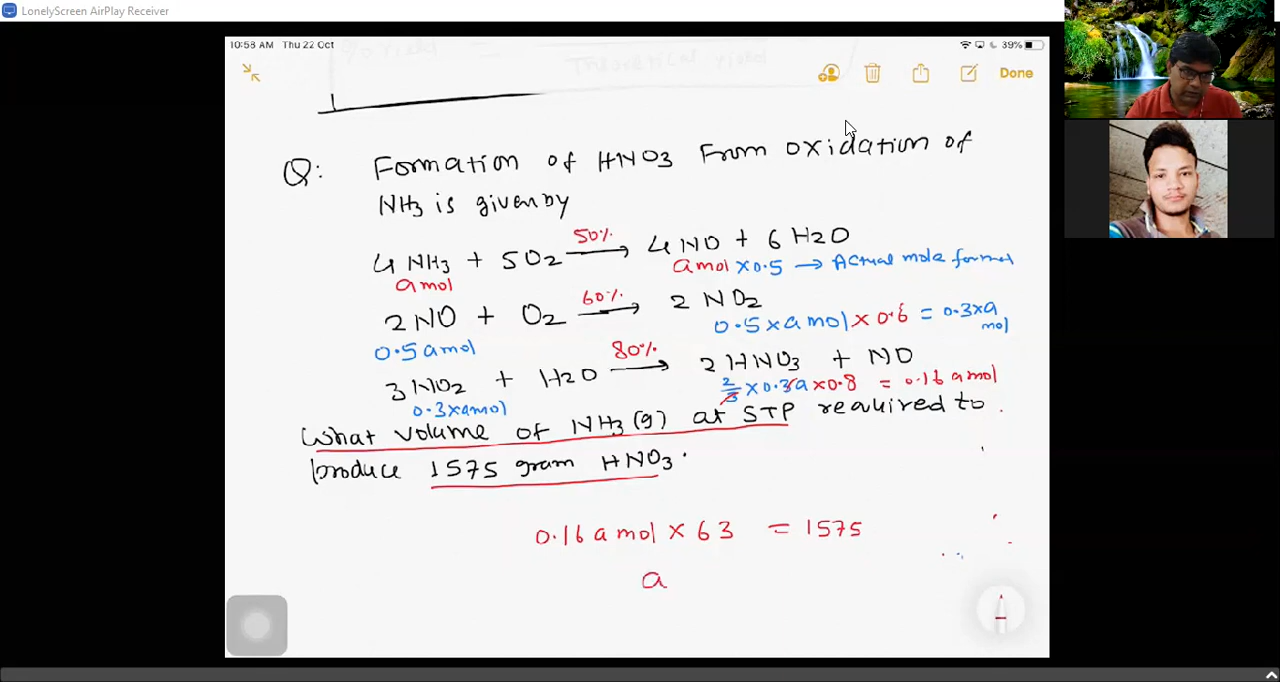 LonelyScreen AirPlay Receiver
10:58 AM Thu 22 Oct
39%
Done
% Yield = Theoretical yield
Q: Formation of HNO3 From oxidation of
NH3 is given by
4 NH3 + 5O2 50% → 4 NO + 6 H2O
a mol
a mol × 0.5 → Actual mole formed
2 NO + O2 60% → 2 NO2
0.5 a mol
0.5 × a mol × 0.6 = 0.3×a mol
3 NO2 + H2O 80% → 2 HNO3 + NO
0.3×a mol
2/3 × 0.3a × 0.8 = 0.16 a mol
What volume of NH3(g) at STP required to
produce 1575 gram HNO3.
0.16 a mol × 63 = 1575
a